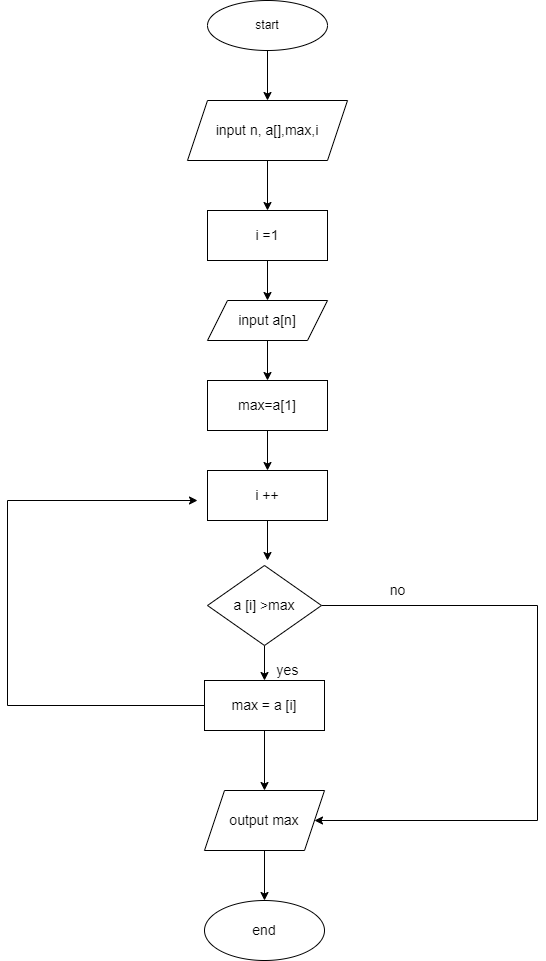 start
input n, a[],max,i
i =1
input a[n]
max=a[1]
i ++
a [i] >max
no
yes
max = a [i]
output max
end